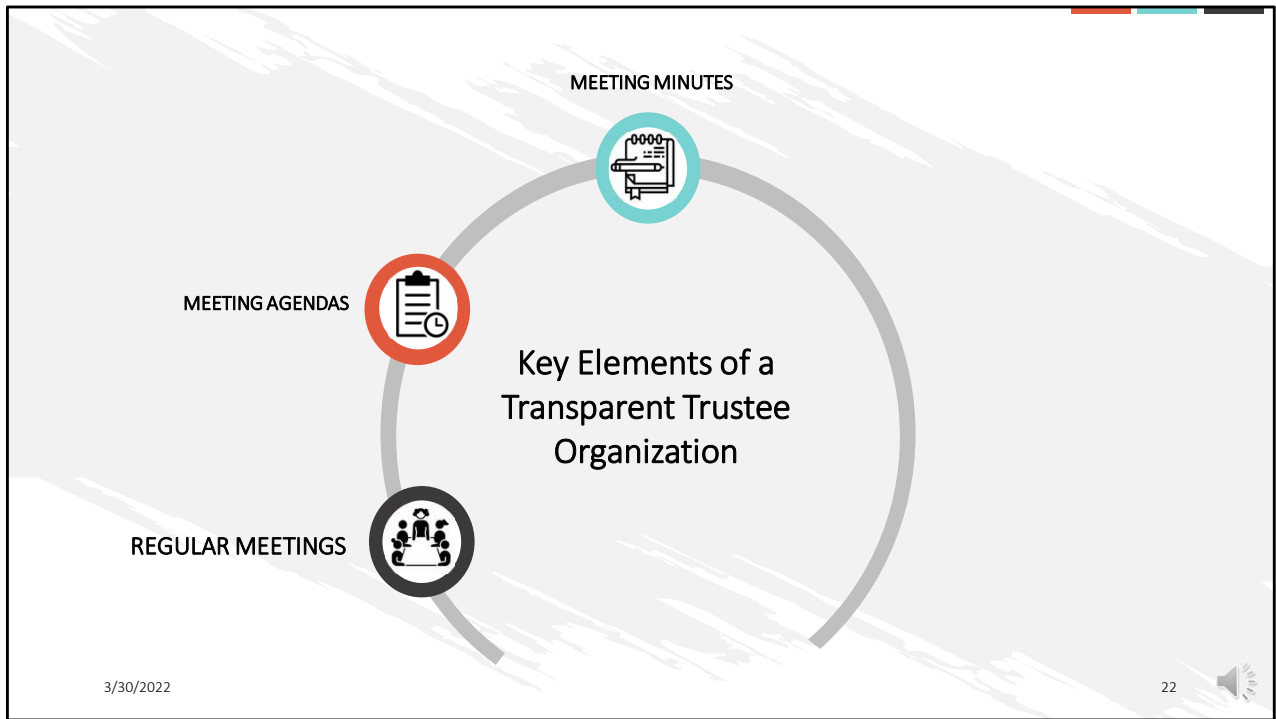 MEETING MINUTES
MEETING AGENDAS
Key Elements of a
Transparent Trustee
Organization
REGULAR MEETINGS
3/30/2022
22